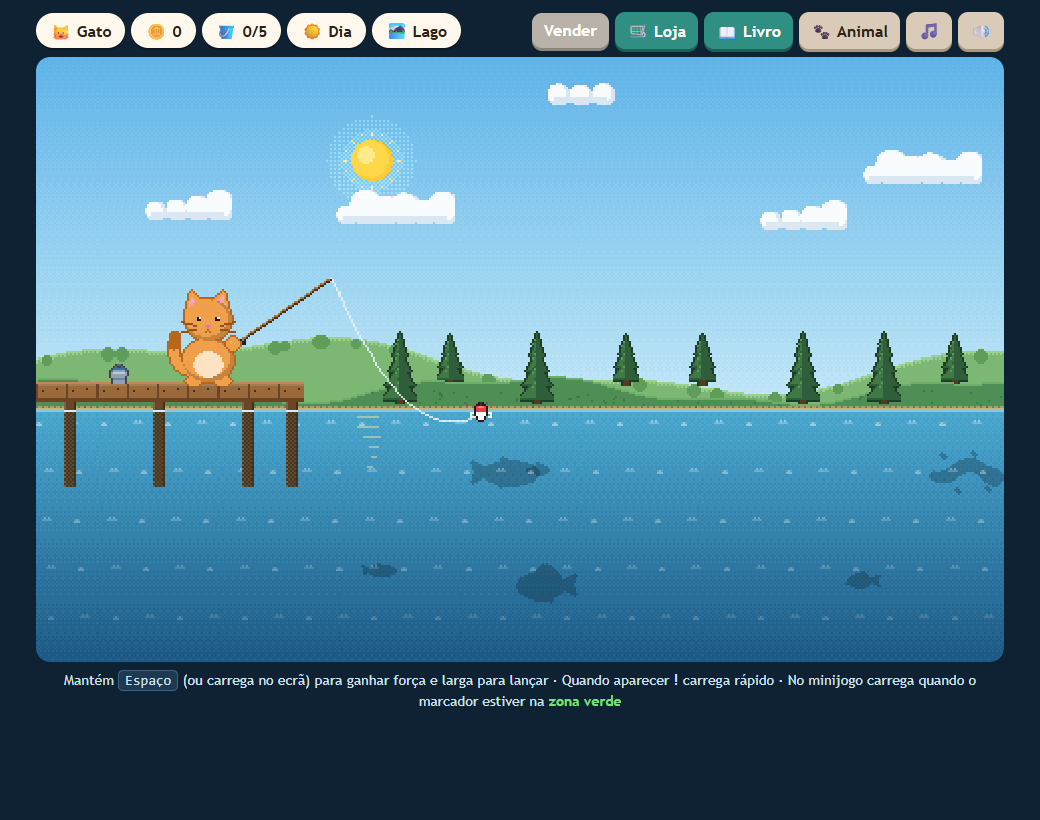 Gato 0 0/5 Dia Lago Vender Loja Livro Animal
Mantém Espaço (ou carrega no ecrã) para ganhar força e larga para lançar · Quando aparecer ! carrega rápido · No minijogo carrega quando o
marcador estiver na zona verde